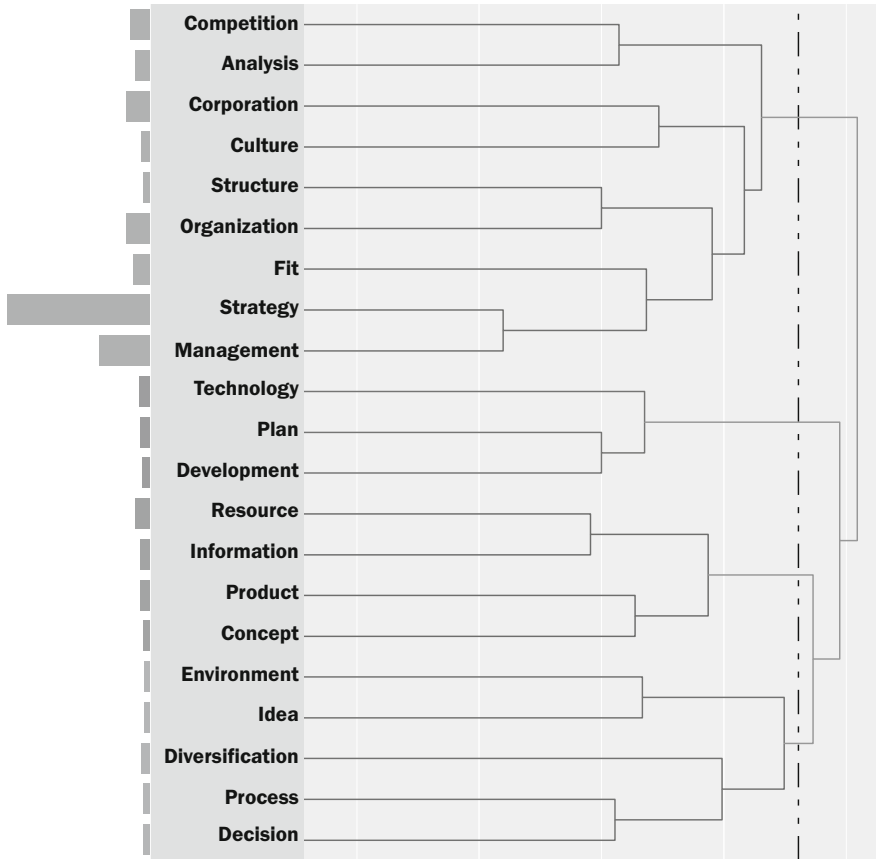 Competition
Analysis
Corporation
Culture
Structure
Organization
Fit
Strategy
Management
Technology
Plan
Development
Resource
Information
Product
Concept
Environment
Idea
Diversification
Process
Decision